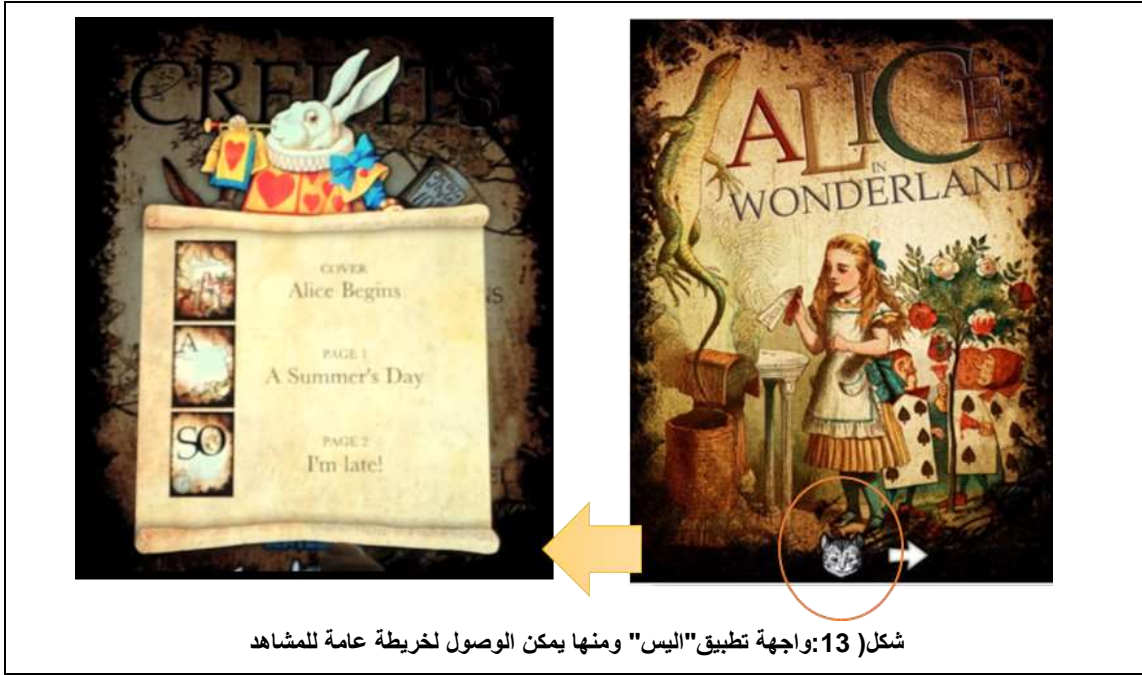 CREDITS
COVER
Alice Begins
A
PAGE 1
A Summer's Day
SO
PAGE 2
I'm late!
ALICE
IN
WONDERLAND
شكل( 13:واجهة تطبيق"اليس" ومنها يمكن الوصول لخريطة عامة للمشاهد